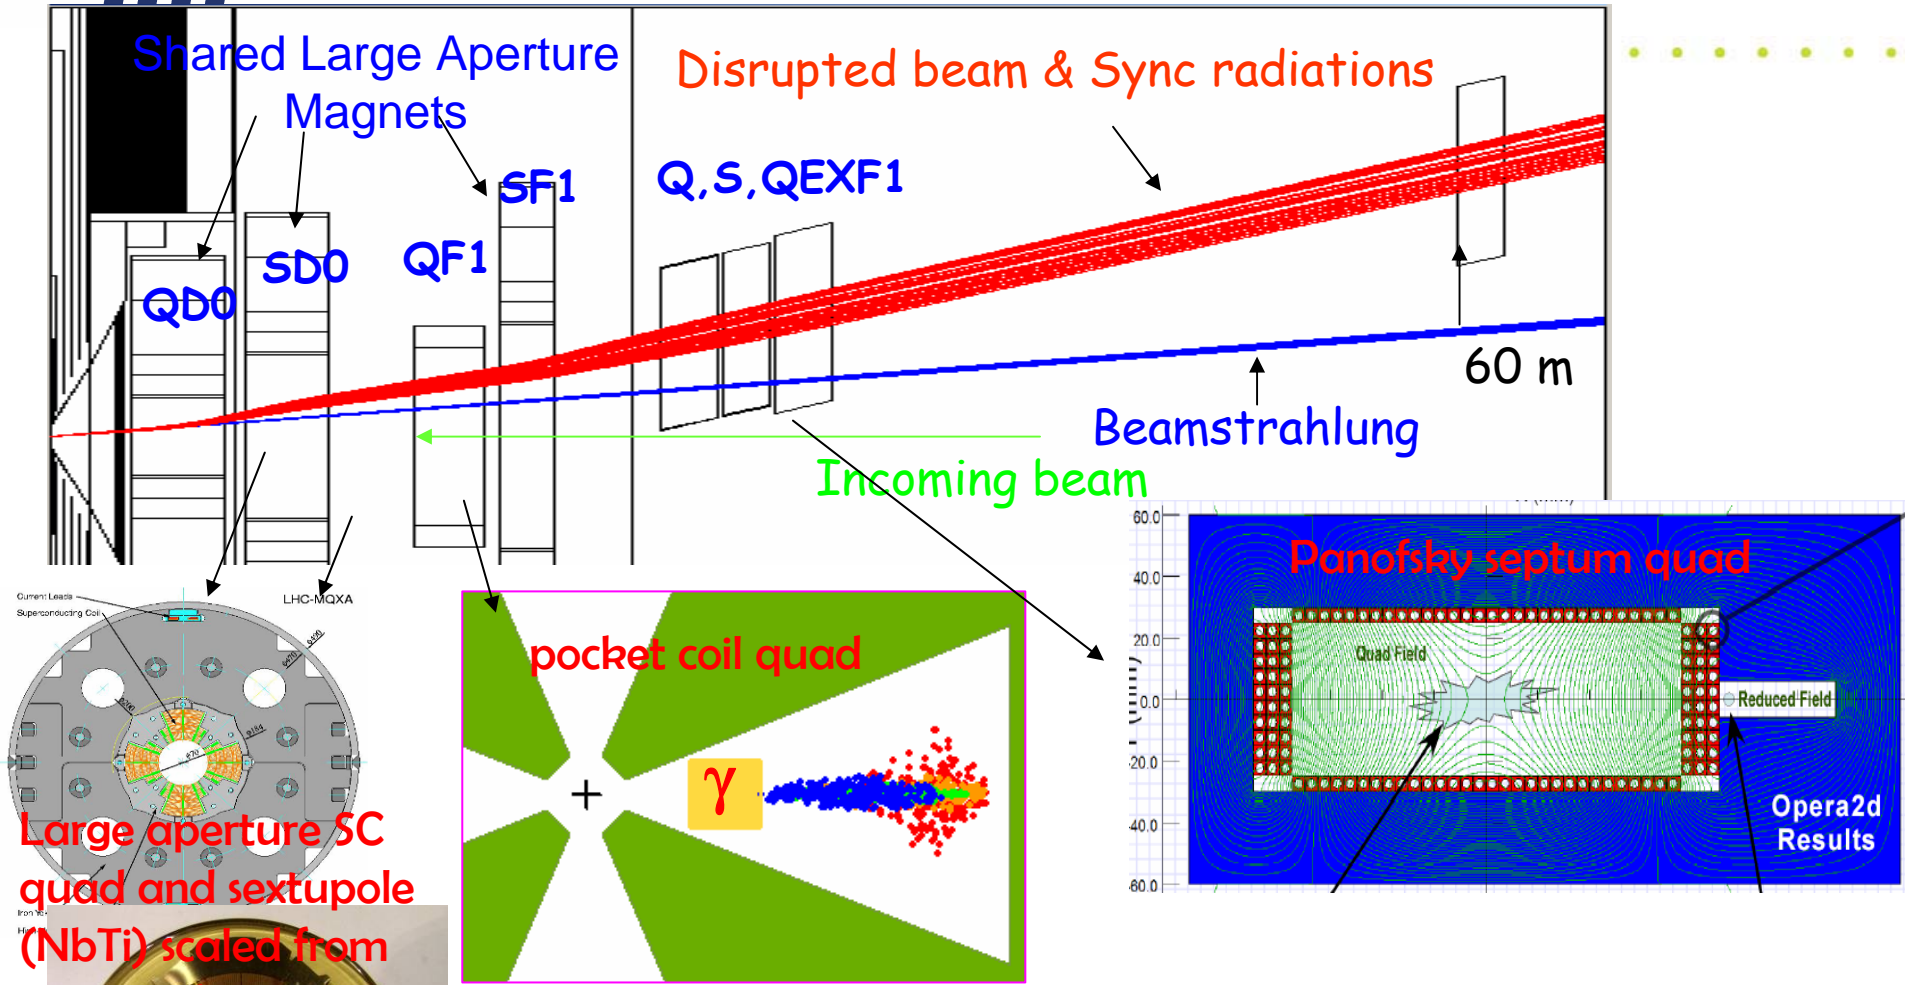 Shared Large Aperture
Magnets
Disrupted beam & Sync radiations
SF1
Q,S,QEXF1
QF1
SD0
QD0
60 m
Beamstrahlung
Incoming beam
Current Leads
Superconducting Coil
LHC-MQXA
Large aperture SC
quad and sextupole
(NbTi) scaled from
pocket coil quad
γ
Panofsky septum quad
60.0
40.0
20.0
0.0
-20.0
-40.0
-60.0
Quad Field
Reduced Field
Opera2d
Results